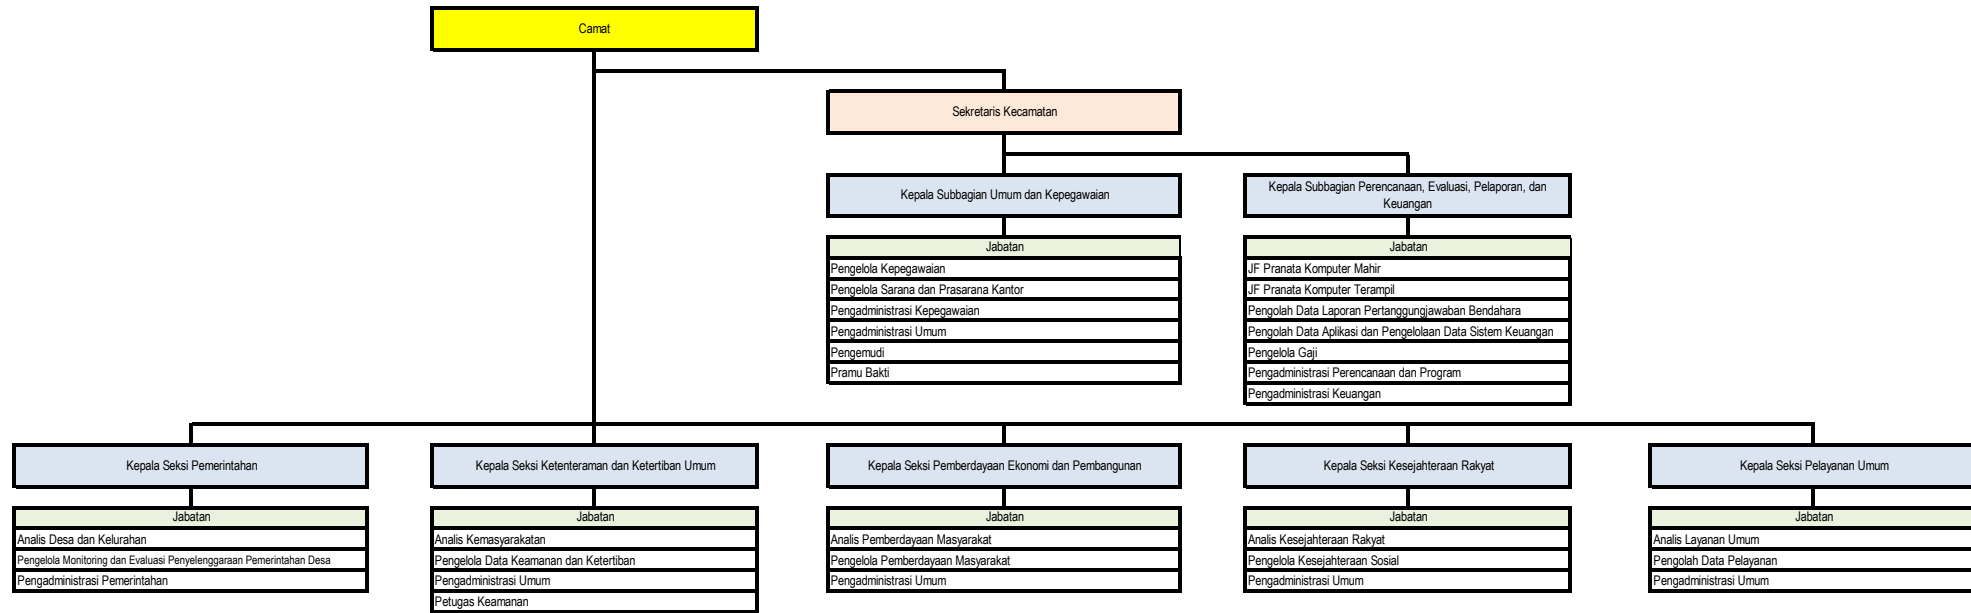 Camat
Sekretaris Kecamatan
Kepala Subbagian Umum dan Kepegawaian
Jabatan
Pengelola Kepegawaian
Pengelola Sarana dan Prasarana Kantor
Pengadministrasi Kepegawaian
Pengadministrasi Umum
Pengemudi
Pramu Bakti
Kepala Subbagian Perencanaan, Evaluasi, Pelaporan, dan
Keuangan
Jabatan
JF Pranata Komputer Mahir
JF Pranata Komputer Terampil
Pengolah Data Laporan Pertanggungjawaban Bendahara
Pengolah Data Aplikasi dan Pengelolaan Data Sistem Keuangan
Pengelola Gaji
Pengadministrasi Perencanaan dan Program
Pengadministrasi Keuangan
Kepala Seksi Pemerintahan
Jabatan
Analis Desa dan Kelurahan
Pengelola Monitoring dan Evaluasi Penyelenggaraan Pemerintahan Desa
Pengadministrasi Pemerintahan
Kepala Seksi Ketenteraman dan Ketertiban Umum
Jabatan
Analis Kemasyarakatan
Pengelola Data Keamanan dan Ketertiban
Pengadministrasi Umum
Petugas Keamanan
Kepala Seksi Pemberdayaan Ekonomi dan Pembangunan
Jabatan
Analis Pemberdayaan Masyarakat
Pengelola Pemberdayaan Masyarakat
Pengadministrasi Umum
Kepala Seksi Kesejahteraan Rakyat
Jabatan
Analis Kesejahteraan Rakyat
Pengelola Kesejahteraan Sosial
Pengadministrasi Umum
Kepala Seksi Pelayanan Umum
Jabatan
Analis Layanan Umum
Pengolah Data Pelayanan
Pengadministrasi Umum